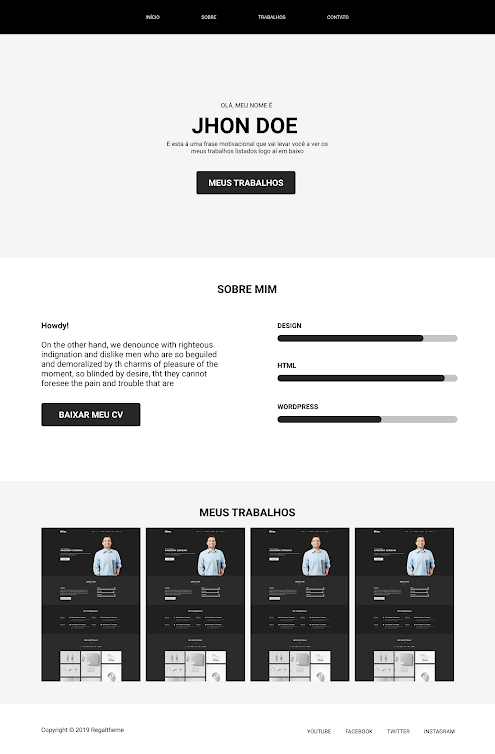 INÍCIO
SOBRE
TRABALHOS
CONTATO
OLÁ, MEU NOME É
JHON DOE
E esta á uma frase motivacional que vai levar você a ver os
meus trabalhos listados logo aí em baixo
MEUS TRABALHOS
SOBRE MIM
Howdy!
On the other hand, we denounce with righteous
indignation and dislike men who are so beguiled
and demoralized by th charms of pleasure of the
moment, so blinded by desire, tht they cannot
foresee the pain and trouble that are
BAIXAR MEU CV
DESIGN
HTML
WORDPRESS
MEUS TRABALHOS
Copyright © 2019 Regaltheme
YOUTUBE
FACEBOOK
TWITTER
INSTAGRAM